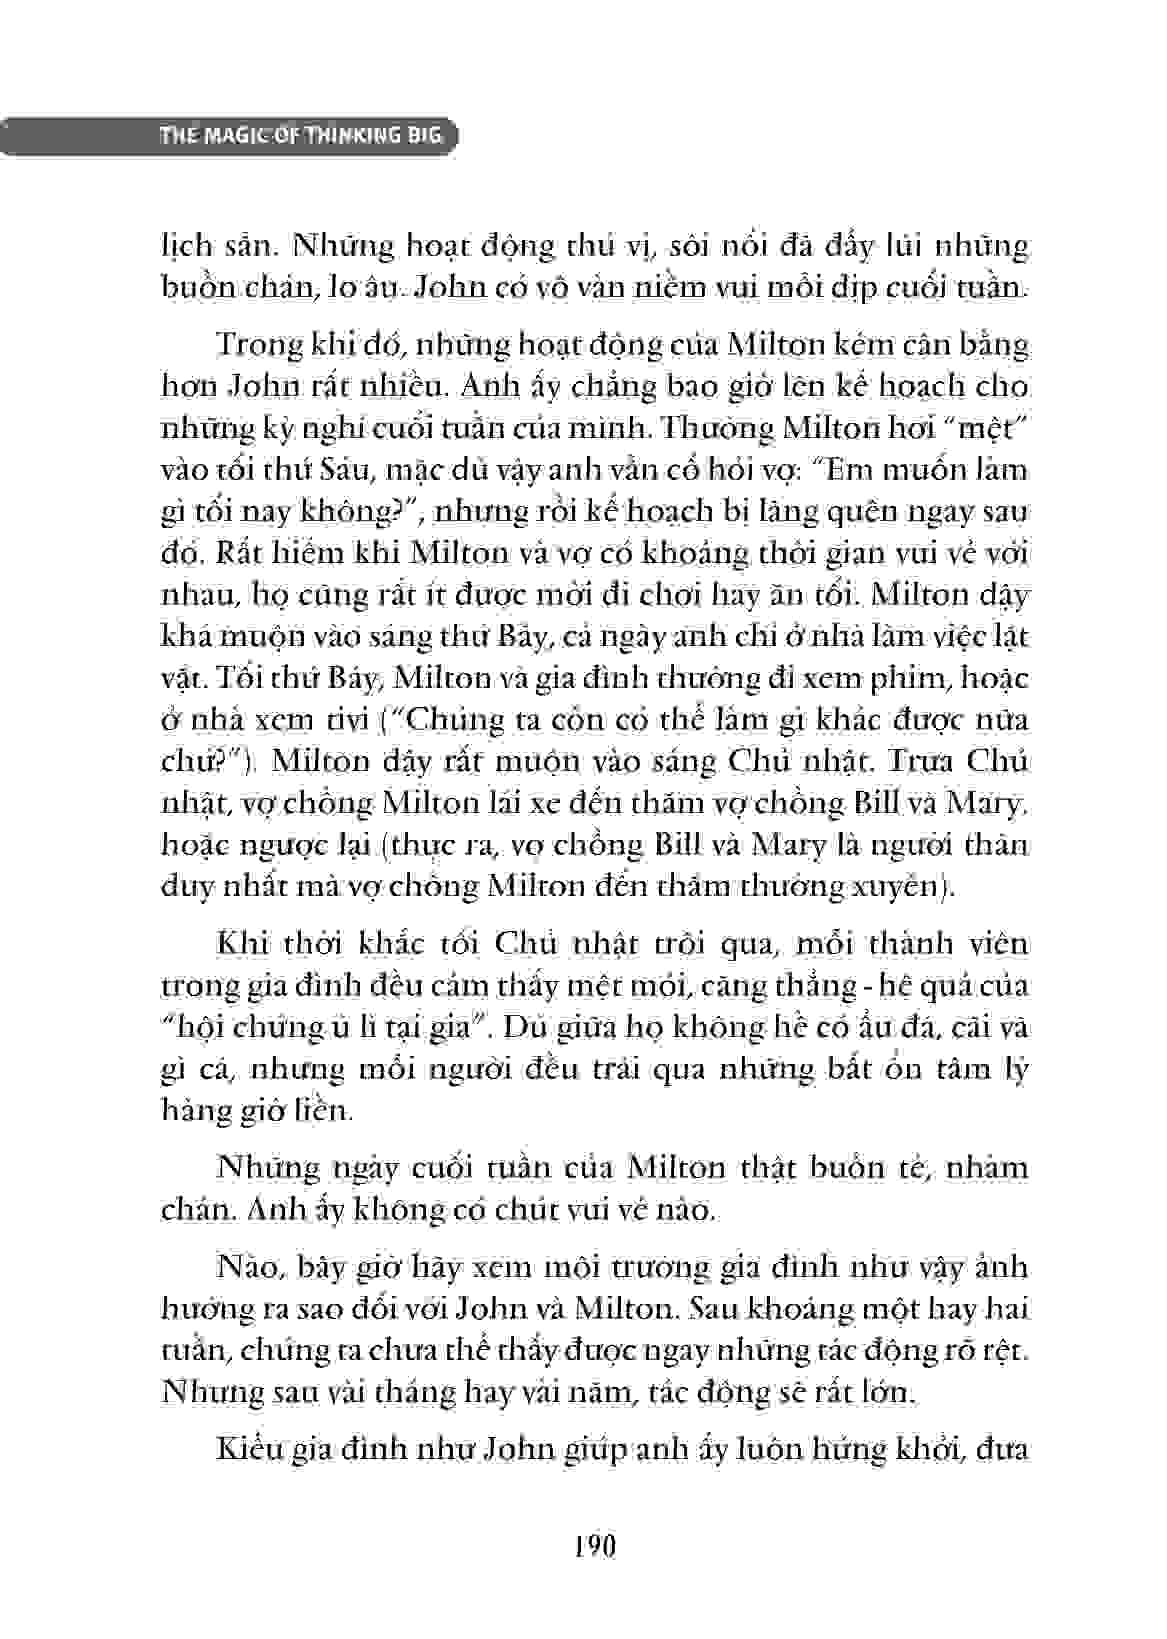 THE MAGIC OF THINKING BIG
lịch sẵn. Những hoạt động thú vị, sôi nổi đã đẩy lùi những
buồn chán, lo âu. John có vô vàn niềm vui mỗi dịp cuối tuần.
Trong khi đó, những hoạt động của Milton kém cân bằng
hơn John rất nhiều. Anh ấy chẳng bao giờ lên kế hoạch cho
những kỳ nghỉ cuối tuần của mình. Thường Milton hơi “mệt”
vào tối thứ Sáu, mặc dù vậy anh vẫn cố hỏi vợ: “Em muốn làm
gì tối nay không?”, nhưng rồi kế hoạch bị lãng quên ngay sau
đó. Rất hiếm khi Milton và vợ có khoảng thời gian vui vẻ với
nhau, họ cũng rất ít được mời đi chơi hay ăn tối. Milton dậy
khá muộn vào sáng thứ Bảy, cả ngày anh chỉ ở nhà làm việc lặt
vặt. Tối thứ Bảy, Milton và gia đình thường đi xem phim, hoặc
ở nhà xem tivi (“Chúng ta còn có thể làm gì khác được nữa
chứ?”). Milton dậy rất muộn vào sáng Chủ nhật. Trưa Chủ
nhật, vợ chồng Milton lái xe đến thăm vợ chồng Bill và Mary,
hoặc ngược lại (thực ra, vợ chồng Bill và Mary là người thân
duy nhất mà vợ chồng Milton đến thăm thường xuyên).
Khi thời khắc tối Chủ nhật trôi qua, mỗi thành viên
trong gia đình đều cảm thấy mệt mỏi, căng thẳng - hệ quả của
“hội chứng ù lì tại gia”. Dù giữa họ không hề có ẩu đả, cãi vã
gì cả, nhưng mỗi người đều trải qua những bất ổn tâm lý
hàng giờ liền.
Những ngày cuối tuần của Milton thật buồn tẻ, nhàm
chán. Anh ấy không có chút vui vẻ nào.
Nào, bây giờ hãy xem môi trường gia đình như vậy ảnh
hưởng ra sao đối với John và Milton. Sau khoảng một hay hai
tuần, chúng ta chưa thể thấy được ngay những tác động rõ rệt.
Nhưng sau vài tháng hay vài năm, tác động sẽ rất lớn.
Kiểu gia đình như John giúp anh ấy luôn hứng khởi, đưa
190